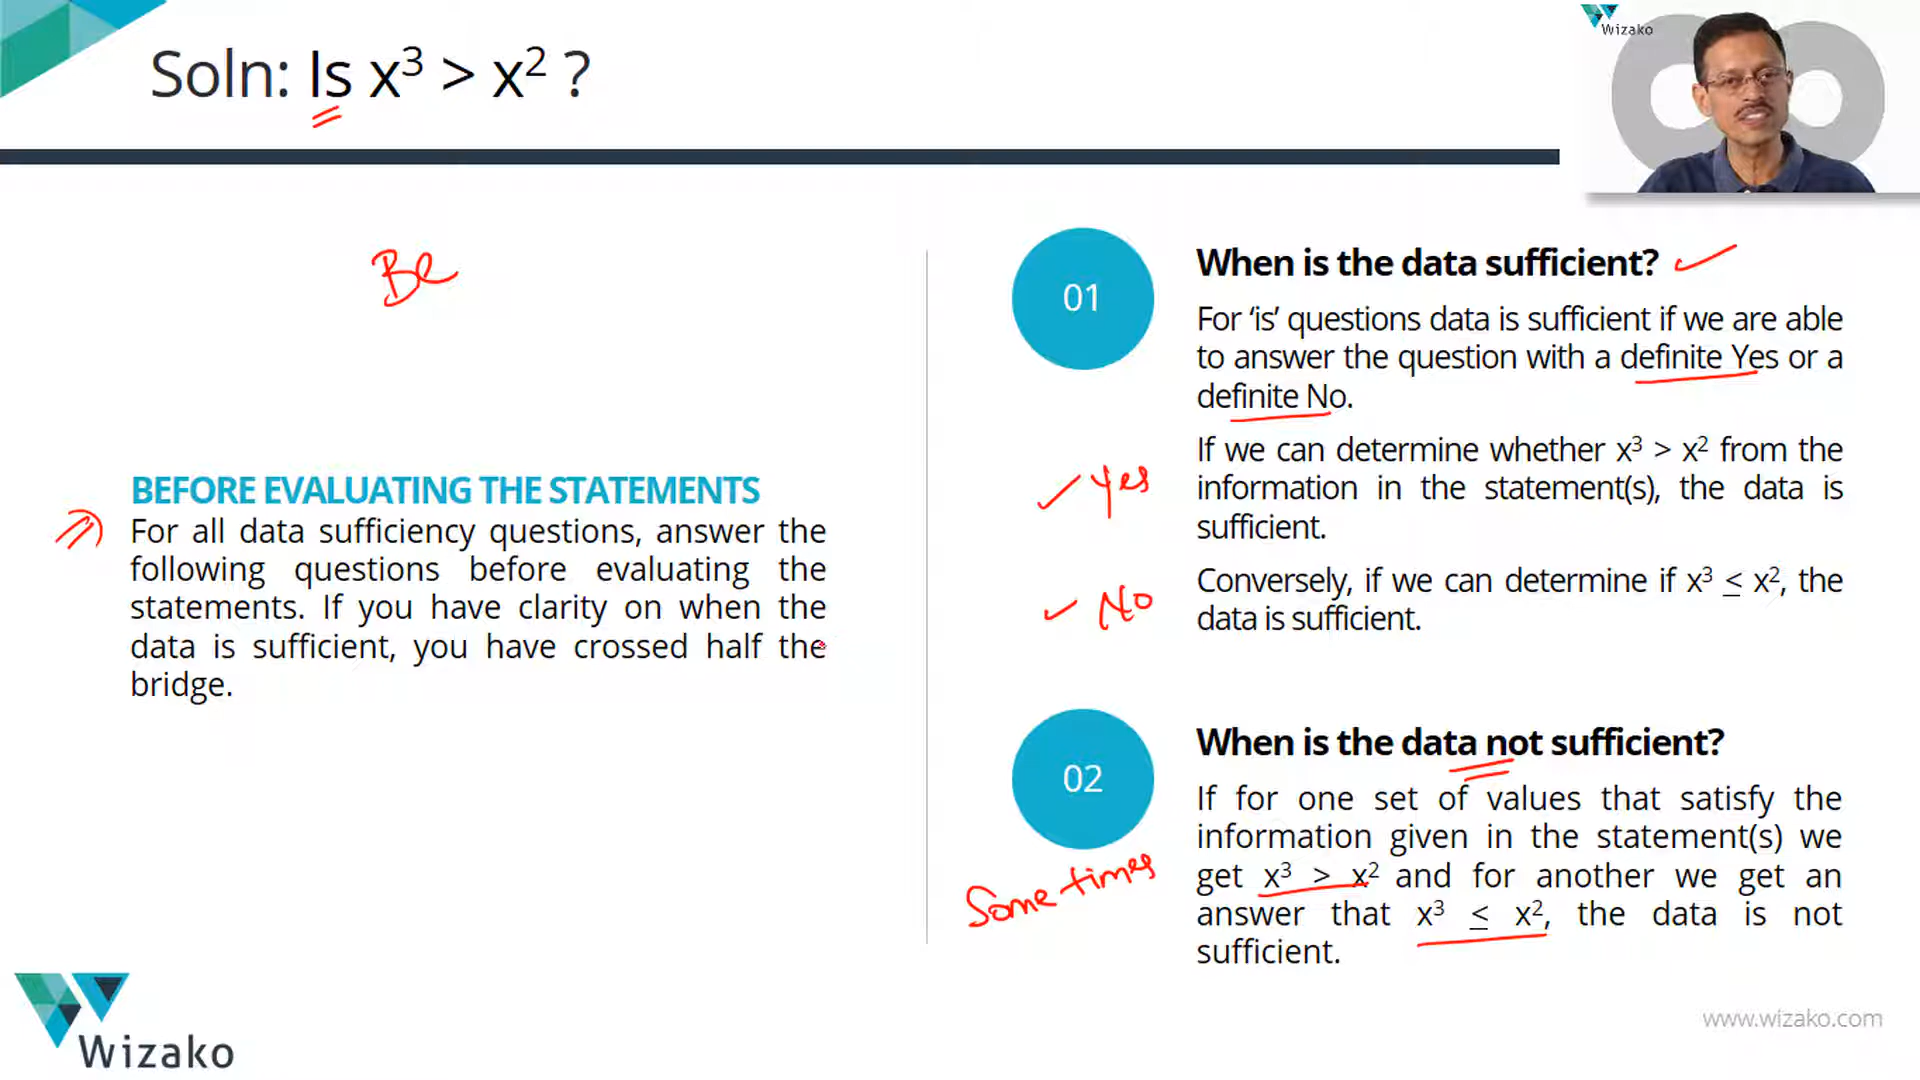 Soln: Is x³ > x² ?
Wizako
Be
BEFORE EVALUATING THE STATEMENTS
For all data sufficiency questions, answer the
following questions before evaluating the
statements. If you have clarity on when the
data is sufficient, you have crossed half the
bridge.
01
When is the data sufficient?
For ‘is’ questions data is sufficient if we are able
to answer the question with a definite Yes or a
definite No.
Yes
If we can determine whether x³ > x² from the
information in the statement(s), the data is
sufficient.
No
Conversely, if we can determine if x³ ≤ x², the
data is sufficient.
02
When is the data not sufficient?
If for one set of values that satisfy the
information given in the statement(s) we
get x³ > x² and for another we get an
answer that x³ ≤ x², the data is not
sufficient.
Some times
Wizako
www.wizako.com